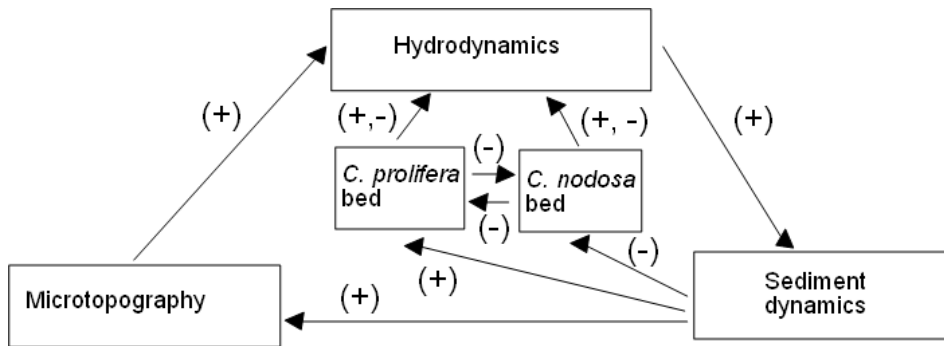 Hydrodynamics
(+)
(+,-)
(+, -)
(+)
(-)
C. prolifera
bed
C. nodosa
bed
(-)
(-)
(+)
Microtopography
(+)
Sediment
dynamics